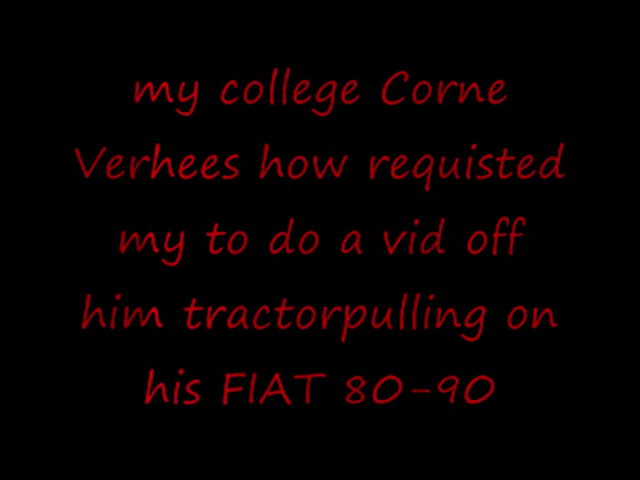 my college Corne
Verhees how requisted
my to do a vid off
him tractorpulling on
his FIAT 80-90